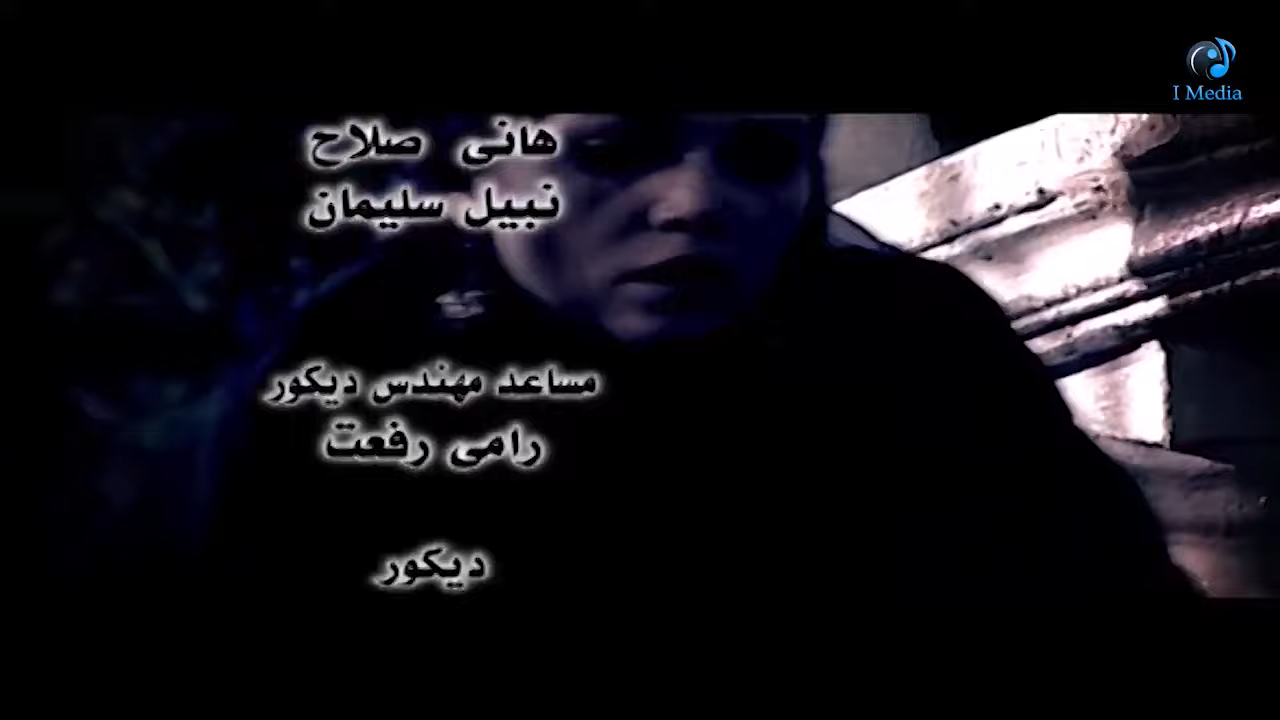 I Media
هانى صلاح
نبيل سليمان
مساعد مهندس ديكور
رامى رفعت
ديكور